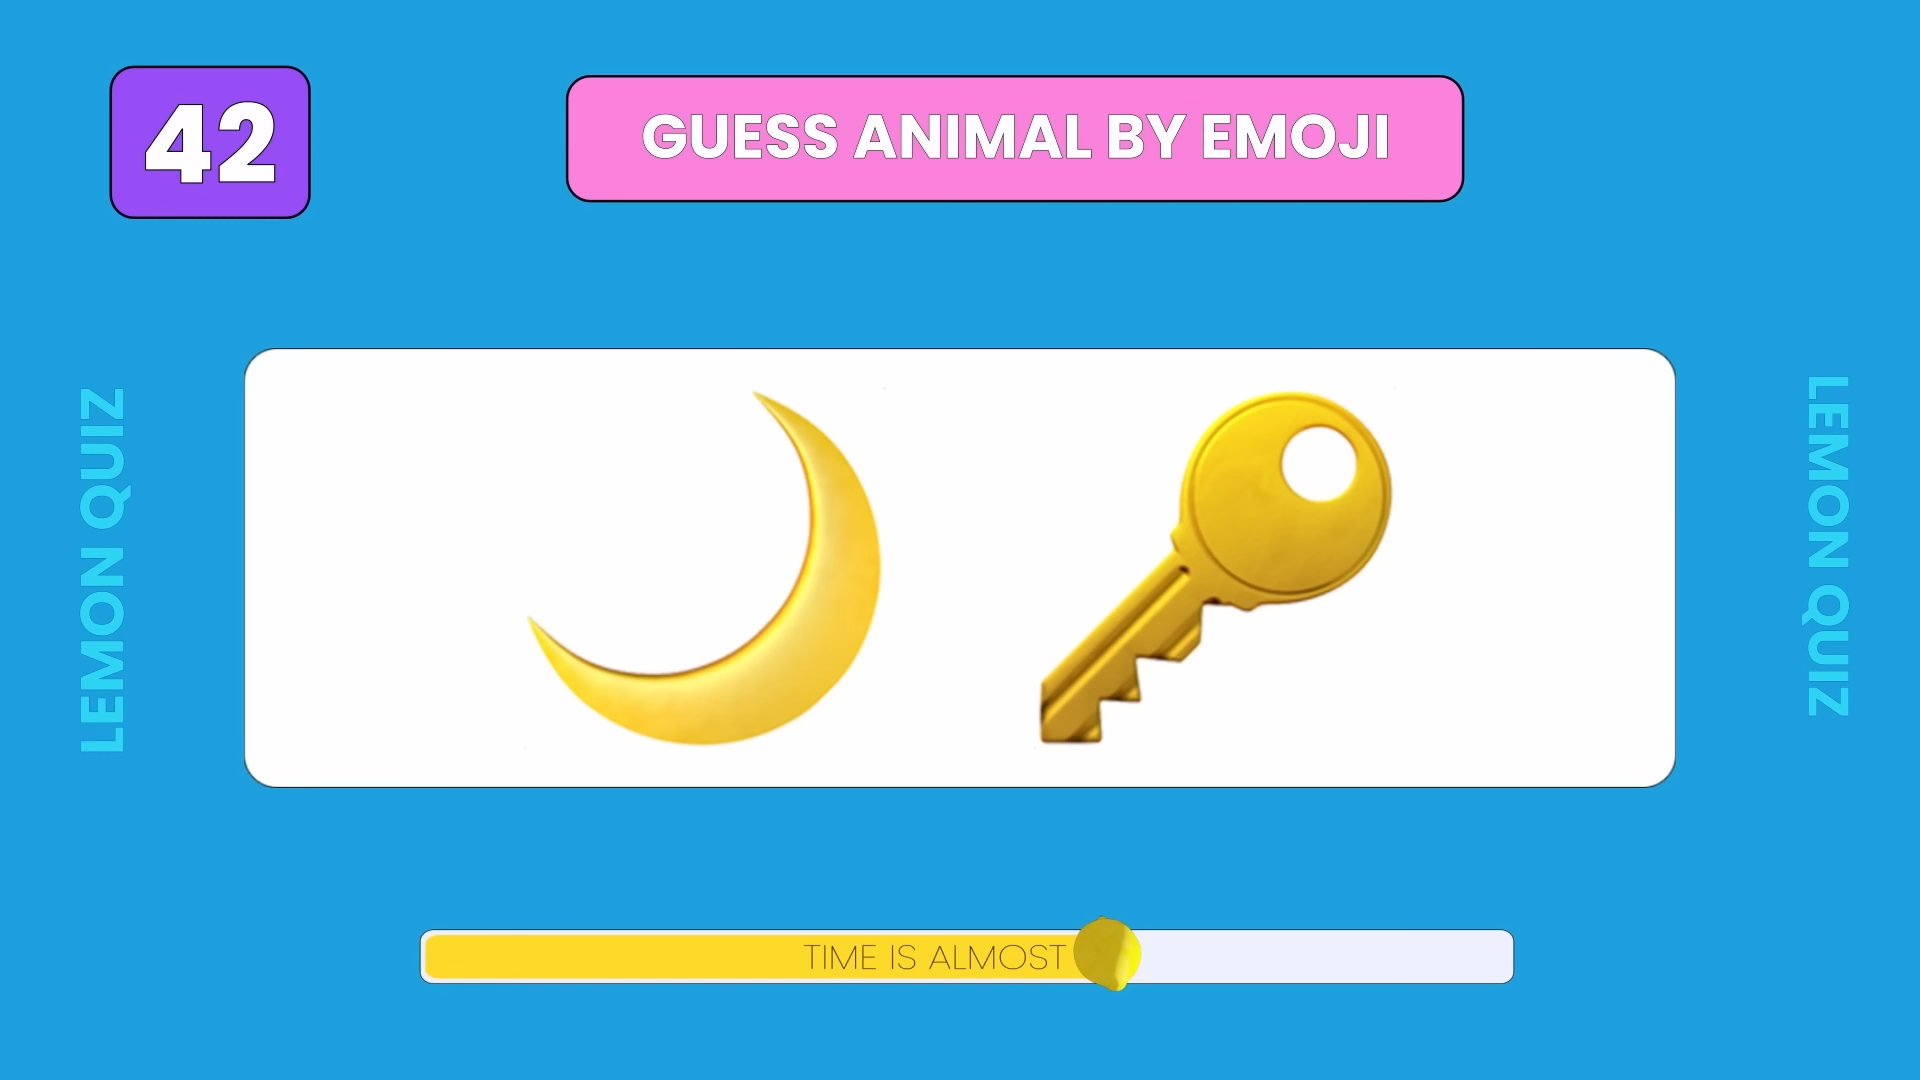 42
GUESS ANIMAL BY EMOJI
LEMON QUIZ
LEMON QUIZ
TIME IS ALMOST